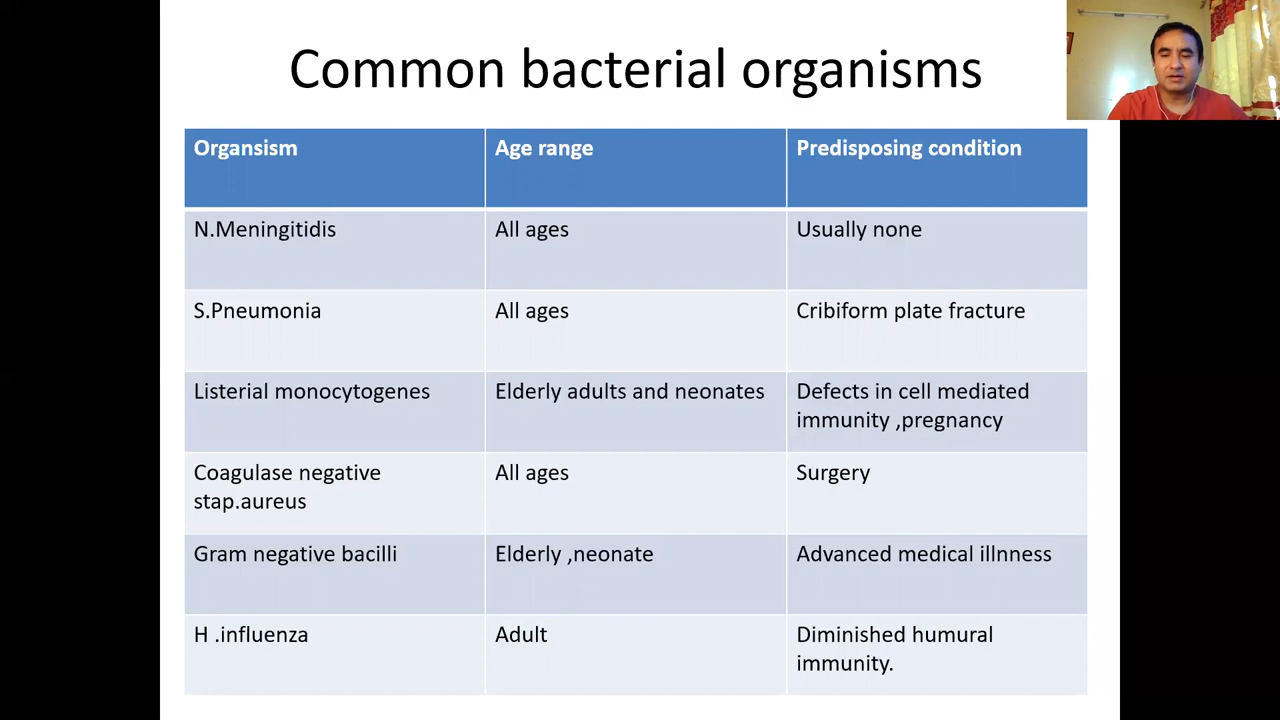 Common bacterial organisms
Organsism
Age range
Predisposing condition
N.Meningitidis
All ages
Usually none
S.Pneumonia
All ages
Cribiform plate fracture
Listerial monocytogenes
Elderly adults and neonates
Defects in cell mediated
immunity ,pregnancy
Coagulase negative
stap.aureus
All ages
Surgery
Gram negative bacilli
Elderly ,neonate
Advanced medical illnness
H .influenza
Adult
Diminished humural
immunity.